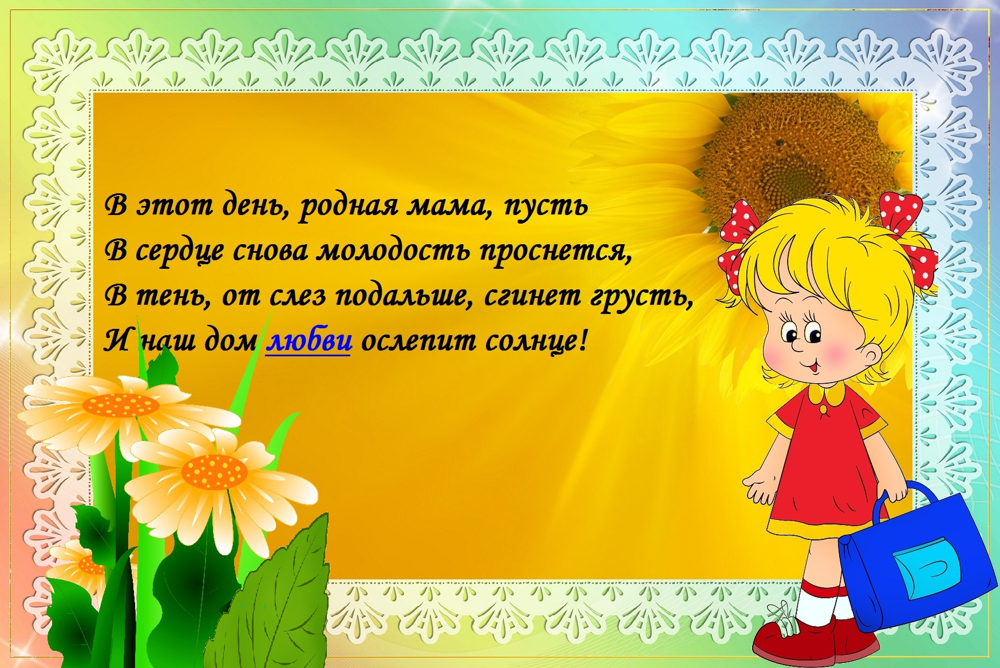 В этот день, родная мама, пусть
В сердце снова молодость проснется,
В тень, от слез подальше, сгинет грусть,
И наш дом любви ослепит солнце!